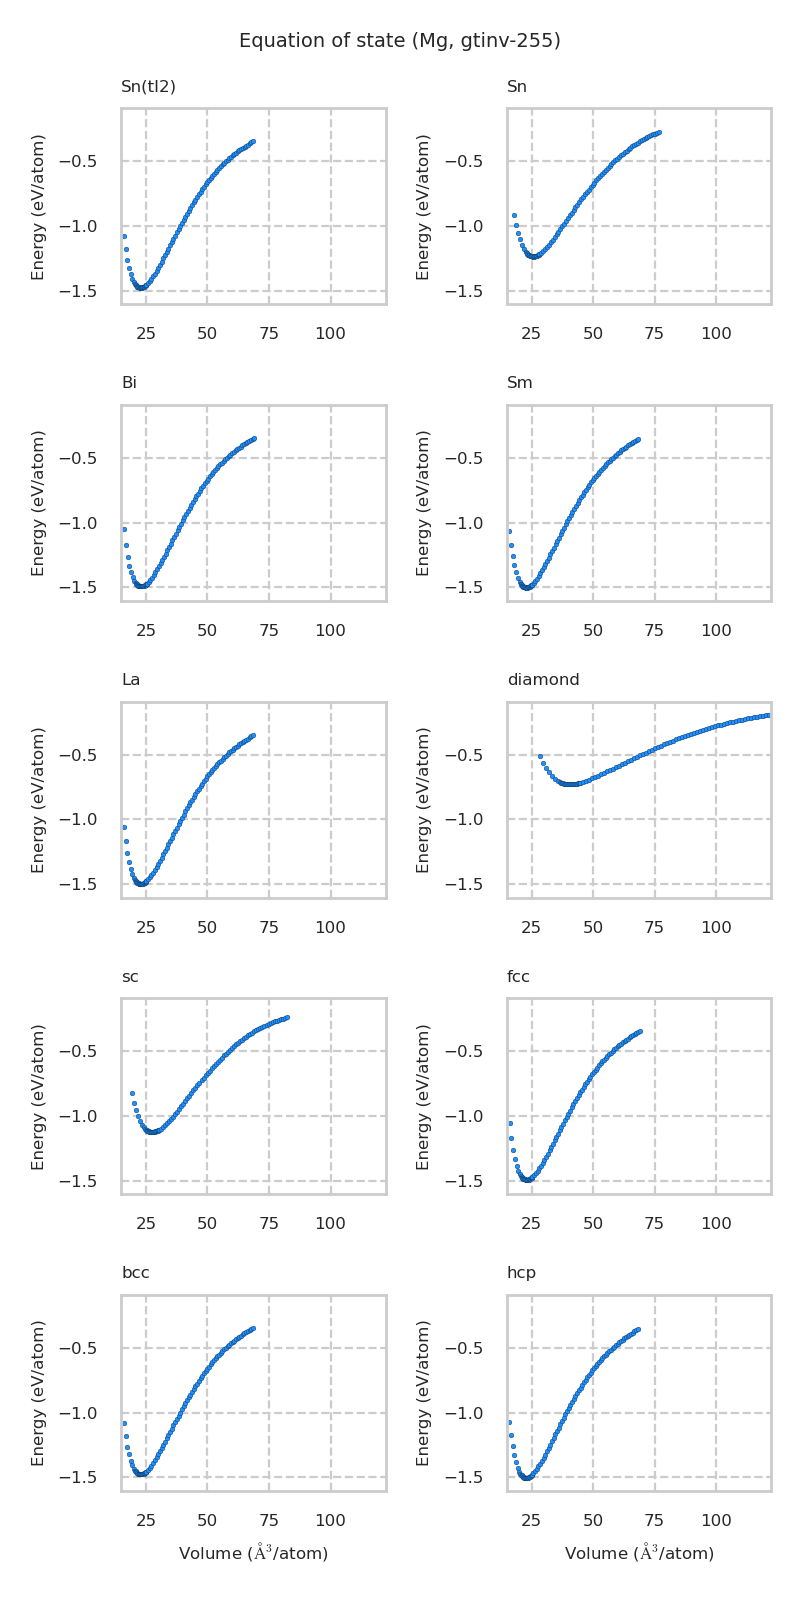 Equation of state (Mg, gtinv-255)
Sn(tI2) Sn
Energy (eV/atom) −0.5 −1.0 −1.5 Energy (eV/atom) −0.5 −1.0 −1.5
25 50 75 100 25 50 75 100
Bi Sm
Energy (eV/atom) −0.5 −1.0 −1.5 Energy (eV/atom) −0.5 −1.0 −1.5
25 50 75 100 25 50 75 100
La diamond
Energy (eV/atom) −0.5 −1.0 −1.5 Energy (eV/atom) −0.5 −1.0 −1.5
25 50 75 100 25 50 75 100
sc fcc
Energy (eV/atom) −0.5 −1.0 −1.5 Energy (eV/atom) −0.5 −1.0 −1.5
25 50 75 100 25 50 75 100
bcc hcp
Energy (eV/atom) −0.5 −1.0 −1.5 Energy (eV/atom) −0.5 −1.0 −1.5
25 50 75 100 25 50 75 100
Volume (Å³/atom) Volume (Å³/atom)